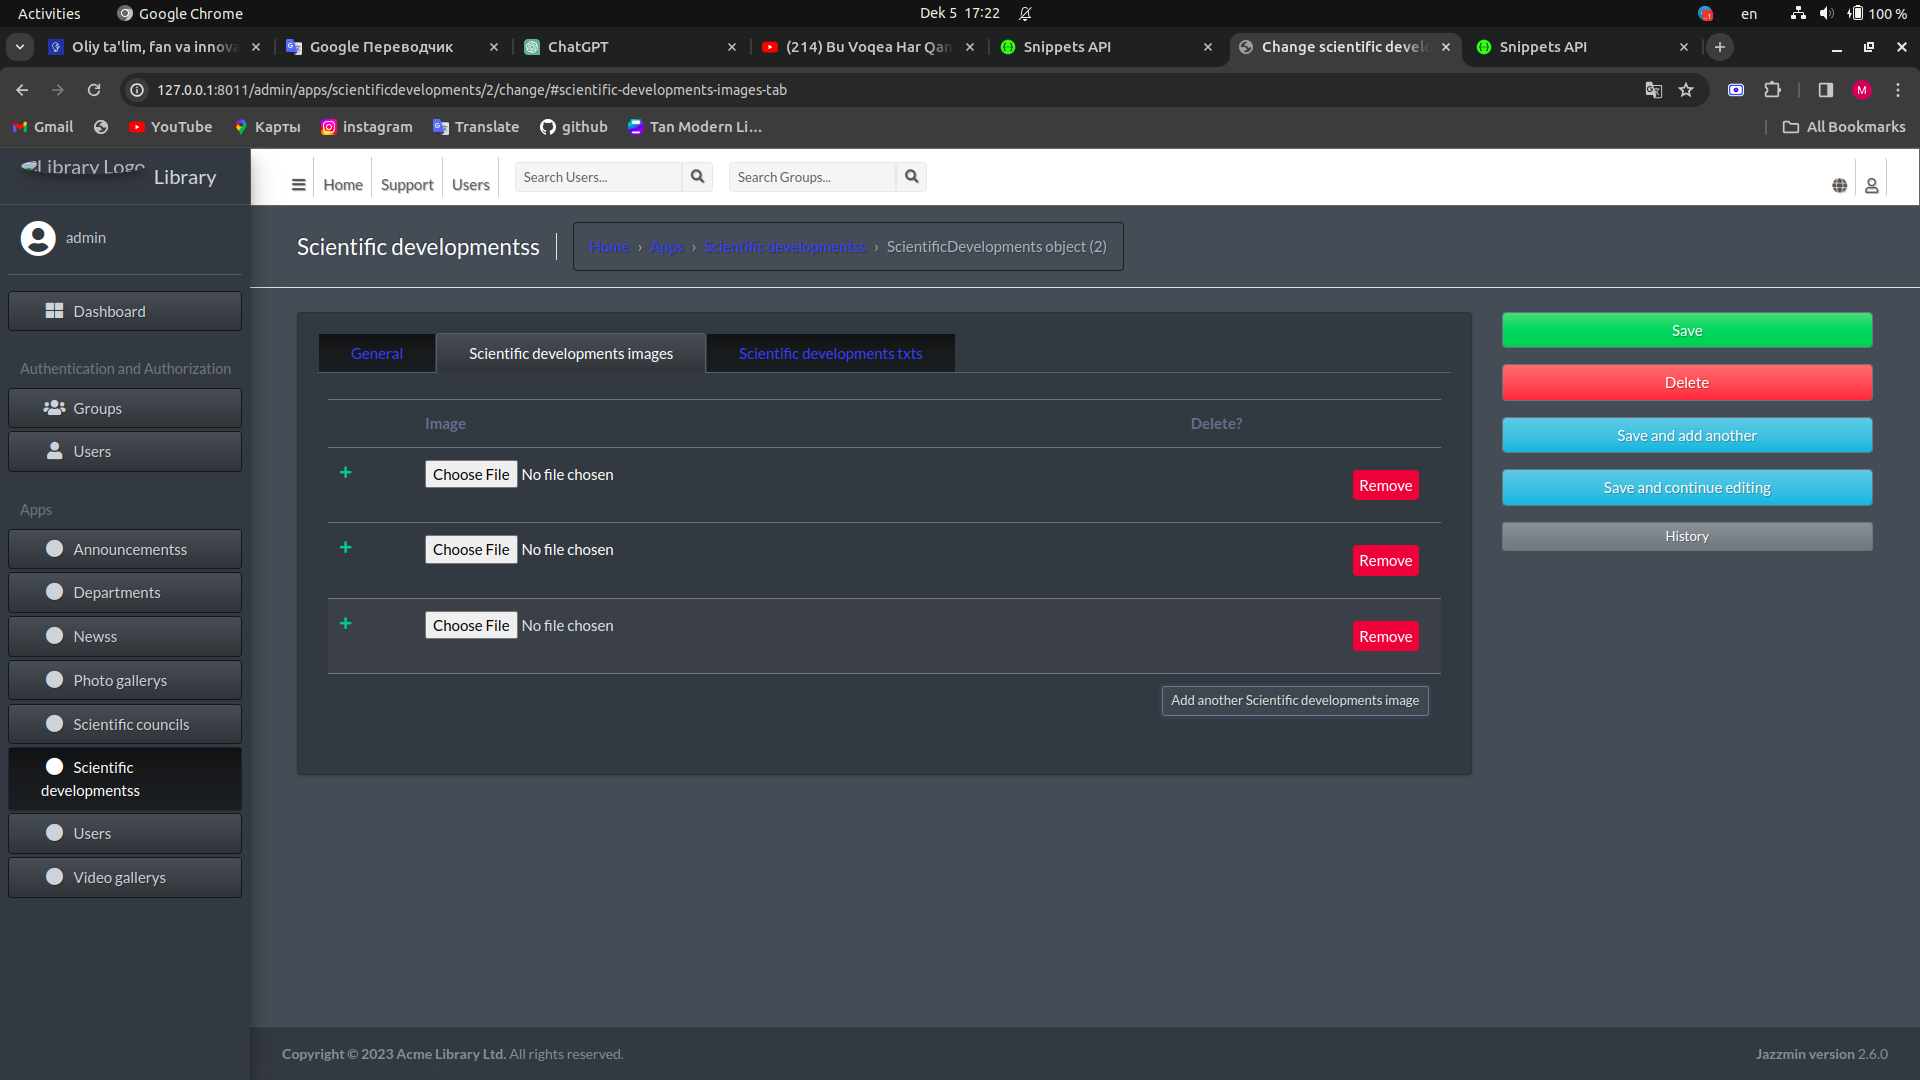 Activities
Google Chrome
Dek 5 17:22
en
100 %
Oliy ta'lim, fan va innova
Google Переводчик
ChatGPT
(214) Bu Voqea Har Qan
Snippets API
Change scientific devel
Snippets API
127.0.0.1:8011/admin/apps/scientificdevelopments/2/change/#scientific-developments-images-tab
M
Gmail
YouTube
Карты
instagram
Translate
github
Tan Modern Li...
All Bookmarks
Library Logo
Library
Home
Support
Users
Search Users...
Search Groups...
admin
Scientific developmentss
Home › Apps › Scientific developmentss › ScientificDevelopments object (2)
Dashboard
Authentication and Authorization
Groups
Users
Apps
Announcementss
Departments
Newss
Photo gallerys
Scientific councils
Scientific
developmentss
Users
Video gallerys
General
Scientific developments images
Scientific developments txts
Image
Delete?
Choose File No file chosen
Remove
Choose File No file chosen
Remove
Choose File No file chosen
Remove
Add another Scientific developments image
Save
Delete
Save and add another
Save and continue editing
History
Copyright © 2023 Acme Library Ltd. All rights reserved.
Jazzmin version 2.6.0